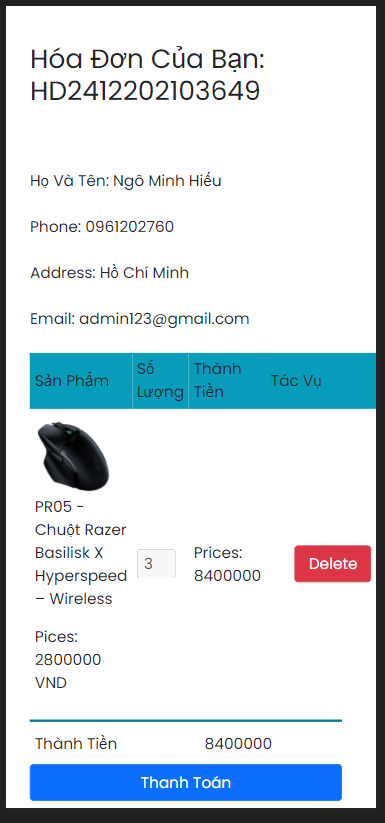 Hóa Đơn Của Bạn:
HD2412202103649
Họ Và Tên: Ngô Minh Hiếu
Phone: 0961202760
Address: Hồ Chí Minh
Email: admin123@gmail.com
Sản Phẩm
Số
Lượng
Thành
Tiền
Tác Vụ
PR05 -
Chuột Razer
Basilisk X
Hyperspeed
– Wireless
Pices:
2800000
VND
3
Prices:
8400000
Delete
Thành Tiền 8400000
Thanh Toán